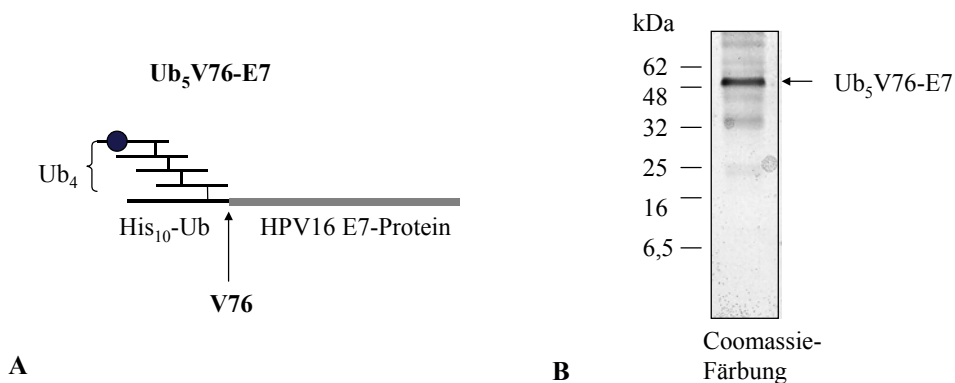 Ub5V76-E7
Ub4
His10-Ub
HPV16 E7-Protein
V76
A
kDa
62
48
32
25
16
6,5
Ub5V76-E7
Coomassie-
Färbung
B